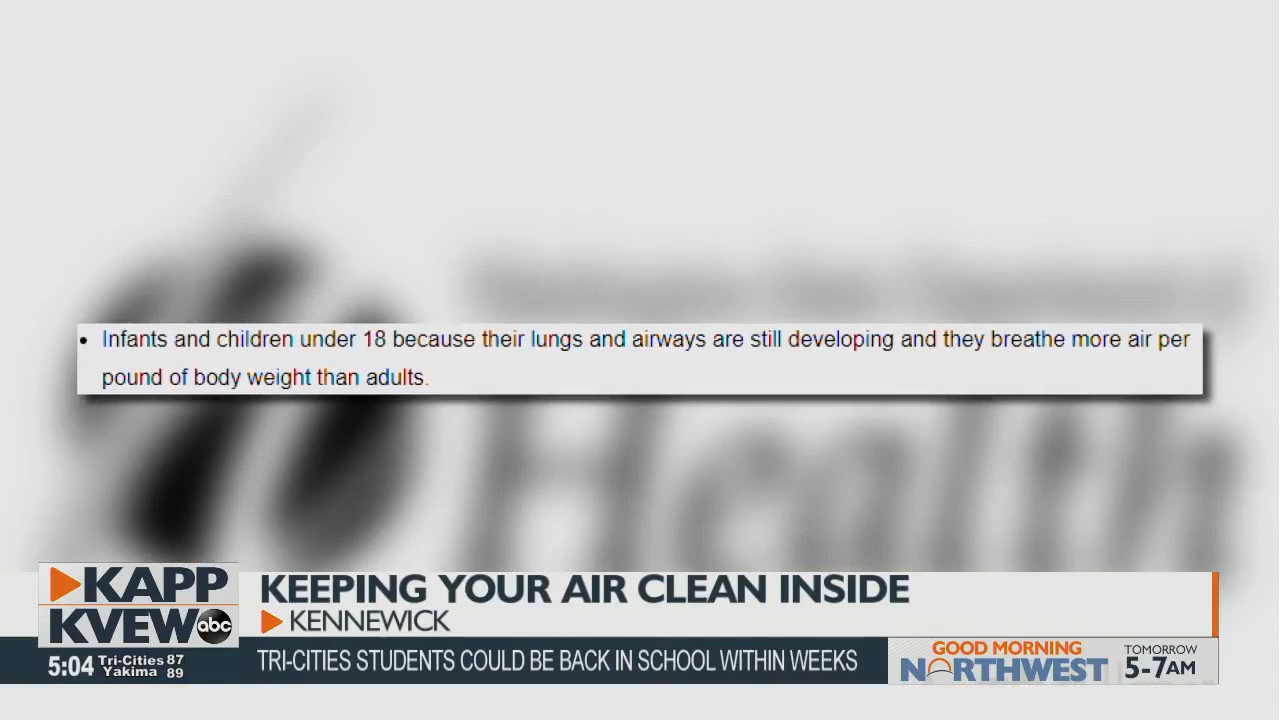 • Infants and children under 18 because their lungs and airways are still developing and they breathe more air per
pound of body weight than adults.
Health
KAPP
KVEW abc
KEEPING YOUR AIR CLEAN INSIDE
KENNEWICK
5:04 Tri-Cities 87
Yakima 89
TRI-CITIES STUDENTS COULD BE BACK IN SCHOOL WITHIN WEEKS
GOOD MORNING
NORTHWEST
TOMORROW
5-7AM